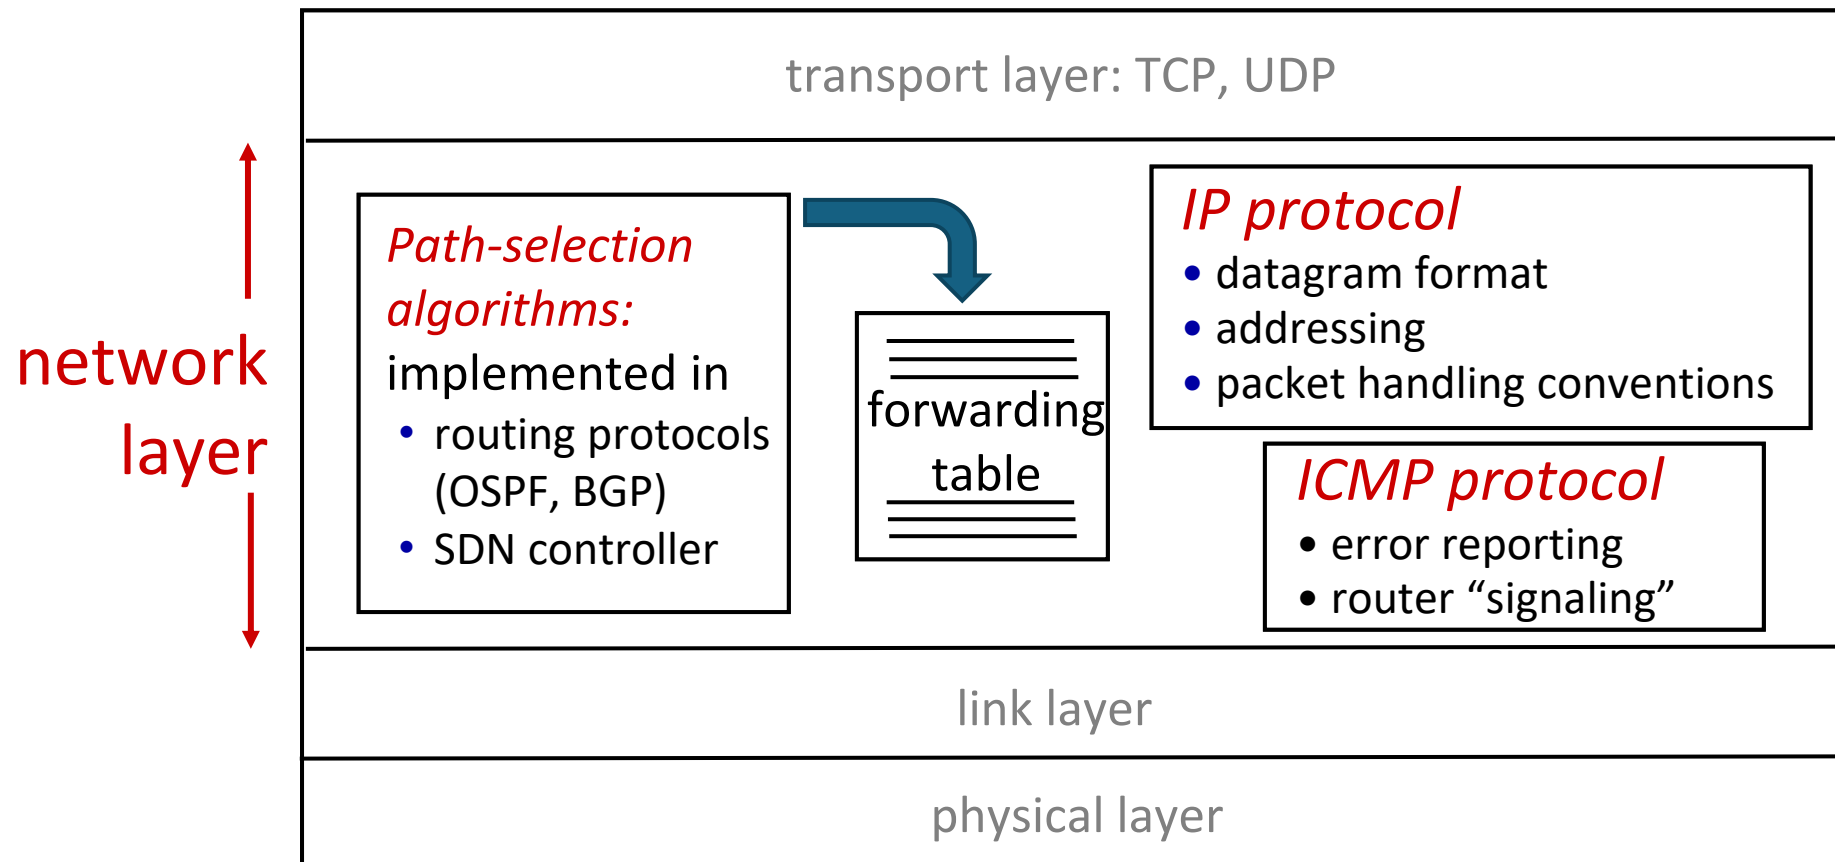 transport layer: TCP, UDP
network
layer
Path-selection
algorithms:
implemented in
• routing protocols
(OSPF, BGP)
• SDN controller
forwarding
table
IP protocol
• datagram format
• addressing
• packet handling conventions
ICMP protocol
• error reporting
• router “signaling”
link layer
physical layer